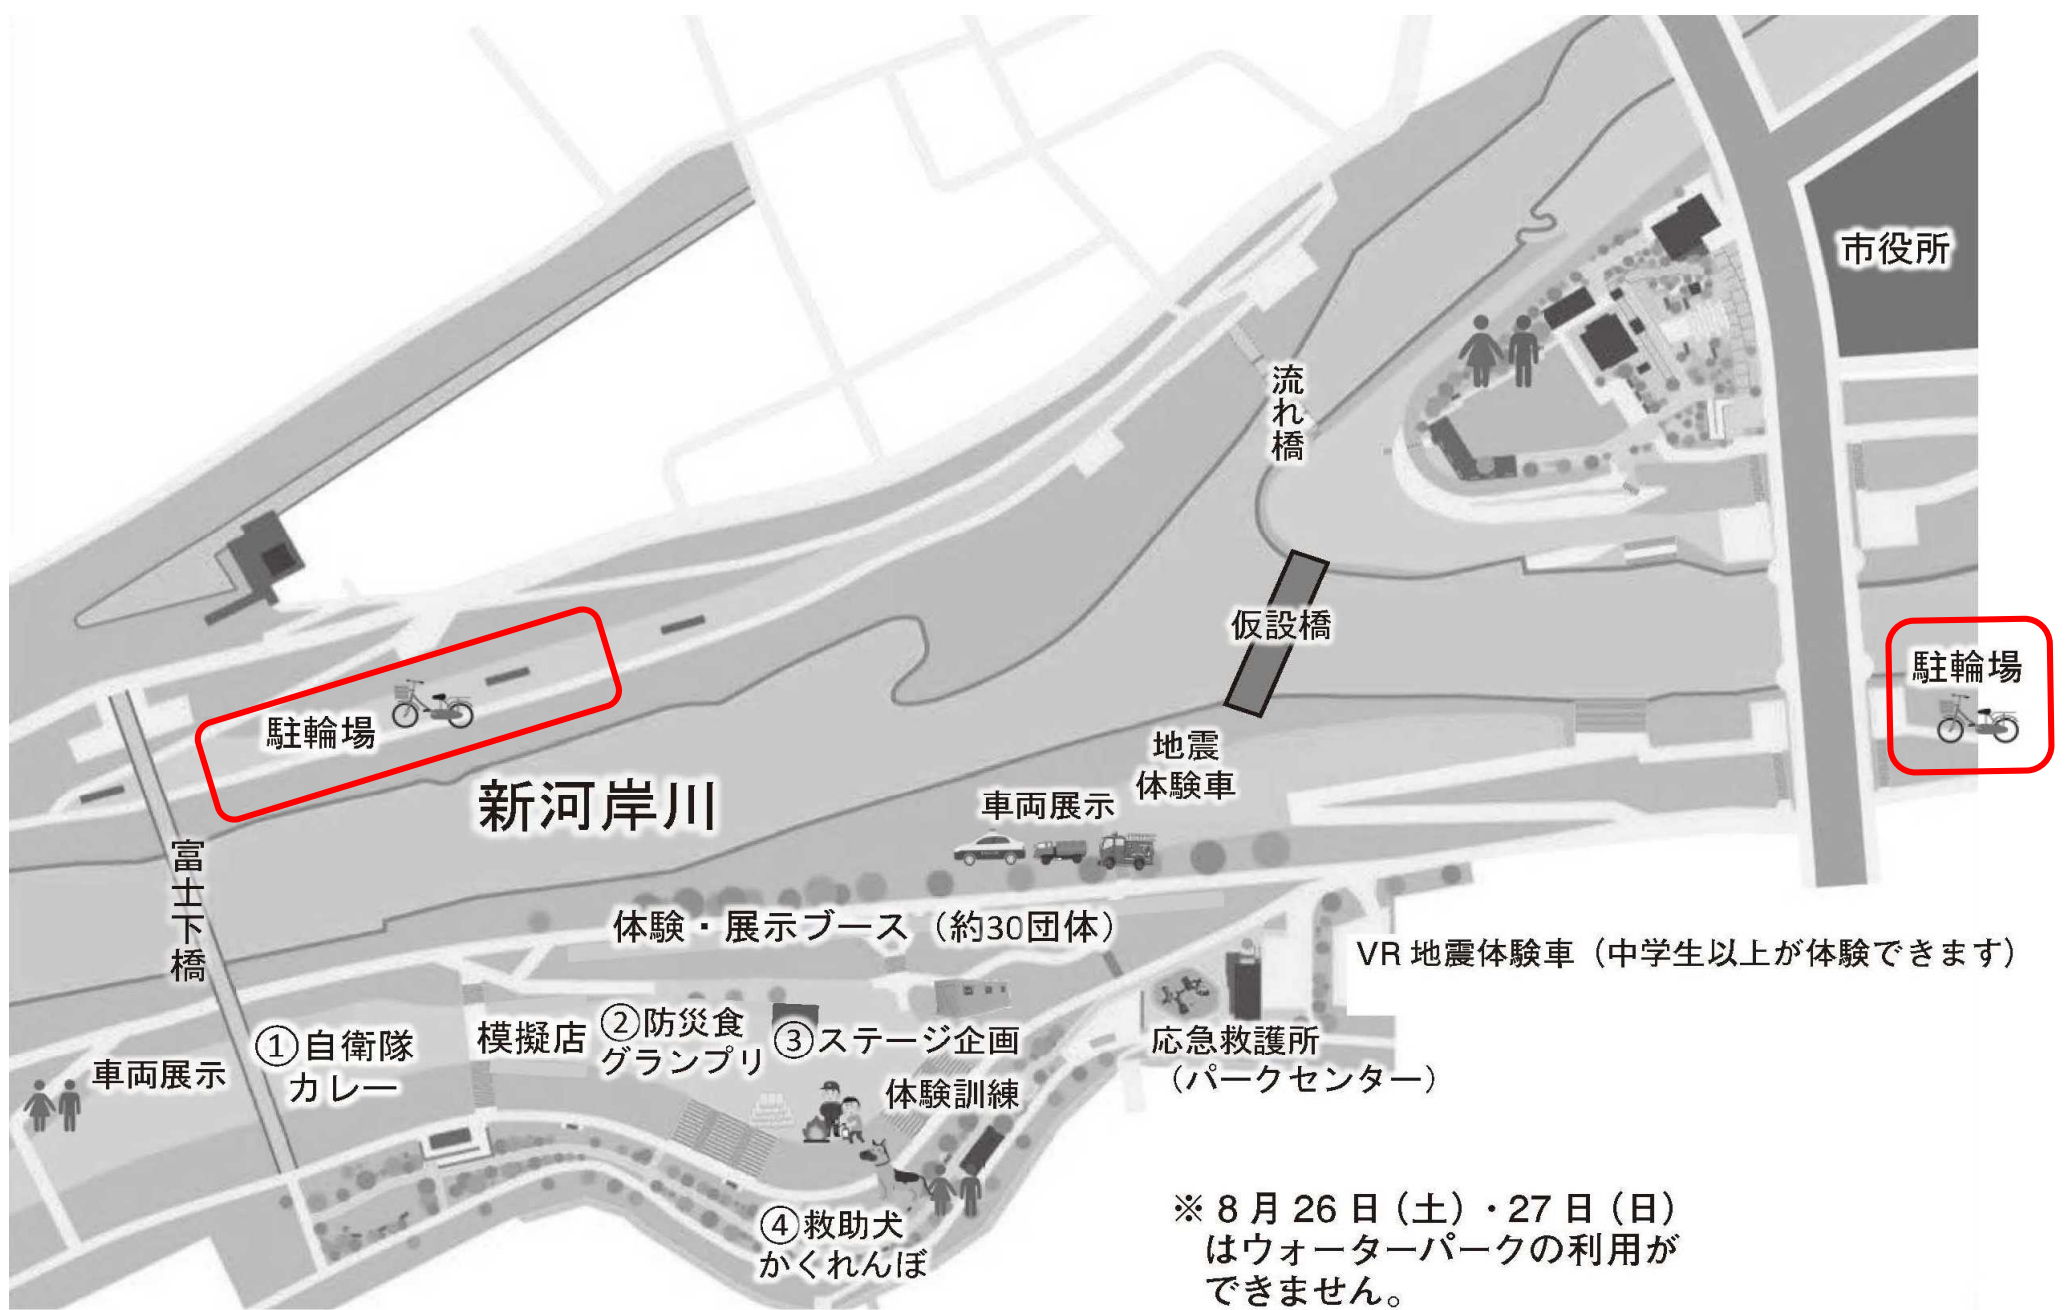 市役所
流れ橋
仮設橋
駐輪場
駐輪場
新河岸川
地震
体験車
車両展示
富士下橋
体験・展示ブース（約30団体）
VR 地震体験車（中学生以上が体験できます）
①自衛隊
カレー
模擬店
②防災食
グランプリ
③ステージ企画
体験訓練
応急救護所
（パークセンター）
車両展示
④救助犬
かくれんぼ
※ 8 月 26 日（土）・27 日（日）
はウォーターパークの利用が
できません。